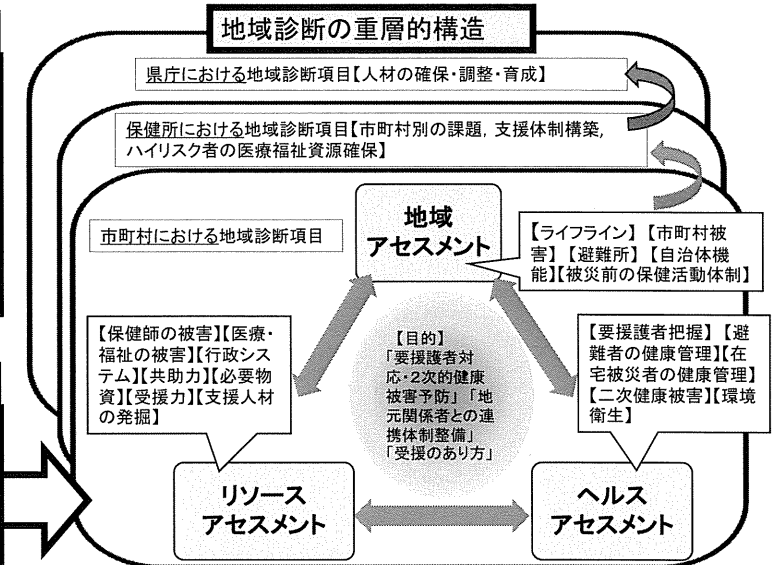 地域診断の重層的構造
県庁における地域診断項目【人材の確保・調整・育成】
保健所における地域診断項目【市町村別の課題, 支援体制構築,
ハイリスク者の医療福祉資源確保】
市町村における地域診断項目
地域
アセスメント
【ライフライン】【市町村被
害】【避難所】【自治体機
能】【被災前の保健活動体制】
【保健師の被害】【医療・
福祉の被害】【行政シス
テム】【共助力】【必要物
資】【受援力】【支援人材
の発掘】
【目的】
「要援護者対
応・2次的健康
被害予防」「地
元関係者との連
携体制整備」
「受援のあり方」
【要援護者把握】【避
難者の健康管理】【在
宅被災者の健康管理】
【二次健康被害】【環境
衛生】
リソース
アセスメント
ヘルス
アセスメント